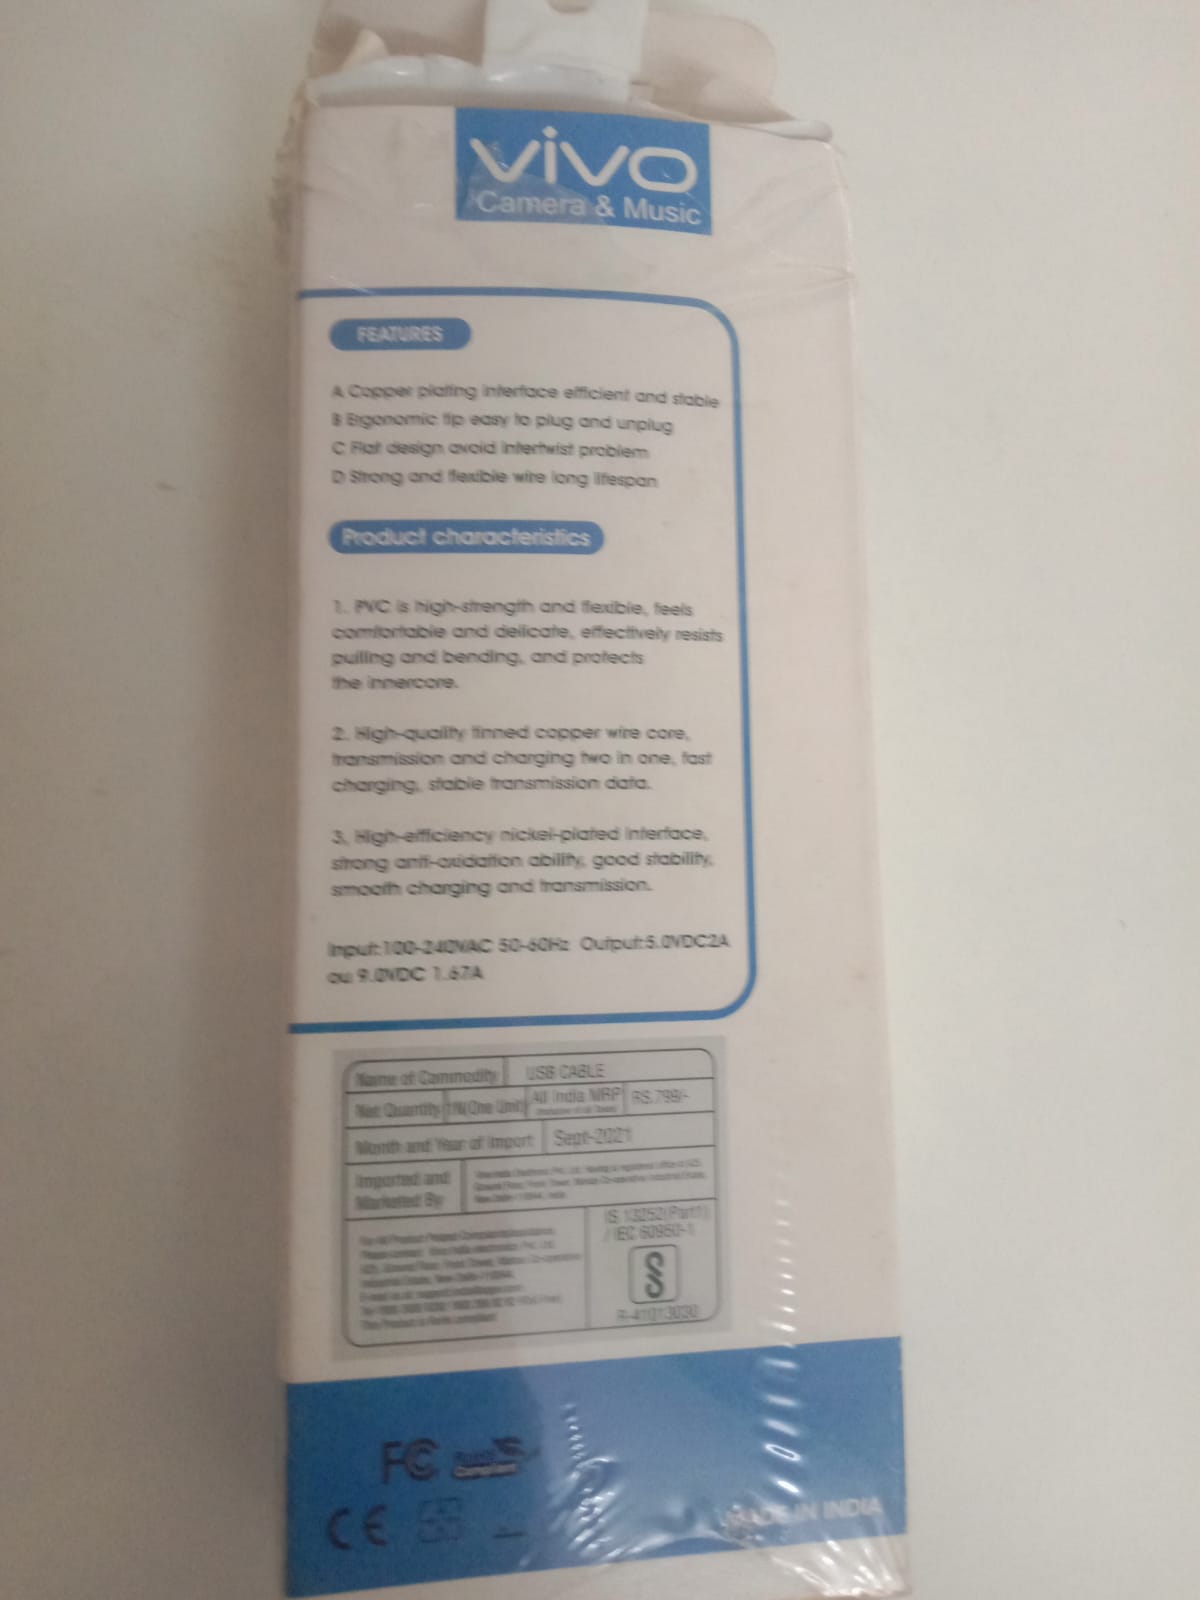 vivo
Camera & Music
FEATURES
A Copper plating interface efficient and stable
B Ergonomic tip easy to plug and unplug
C Flat design avoid intertwist problem
D Strong and flexible wire long lifespan
Product characteristics
1. PVC is high-strength and flexible, feels
comfortable and delicate, effectively resists
pulling and bending, and protects
the innercore.
2. High-quality tinned copper wire core,
transmission and charging two in one, fast
charging, stable transmission data.
3. High-efficiency nickel-plated interface,
strong anti-oxidation ability, good stability,
smooth charging and transmission.
Input:100-240VAC 50-60Hz Output:5.0VDC2A
ou 9.0VDC 1.67A
Name of Commodity USB CABLE
Net Quantity 1N(One Unit) All India MRP RS.799/-
Month and Year of Import Sept-2021
Imported and
Marketed By
IS 13252(Part1)
/ IEC 60950-1
R-41013030
FC
CE
MADE IN INDIA